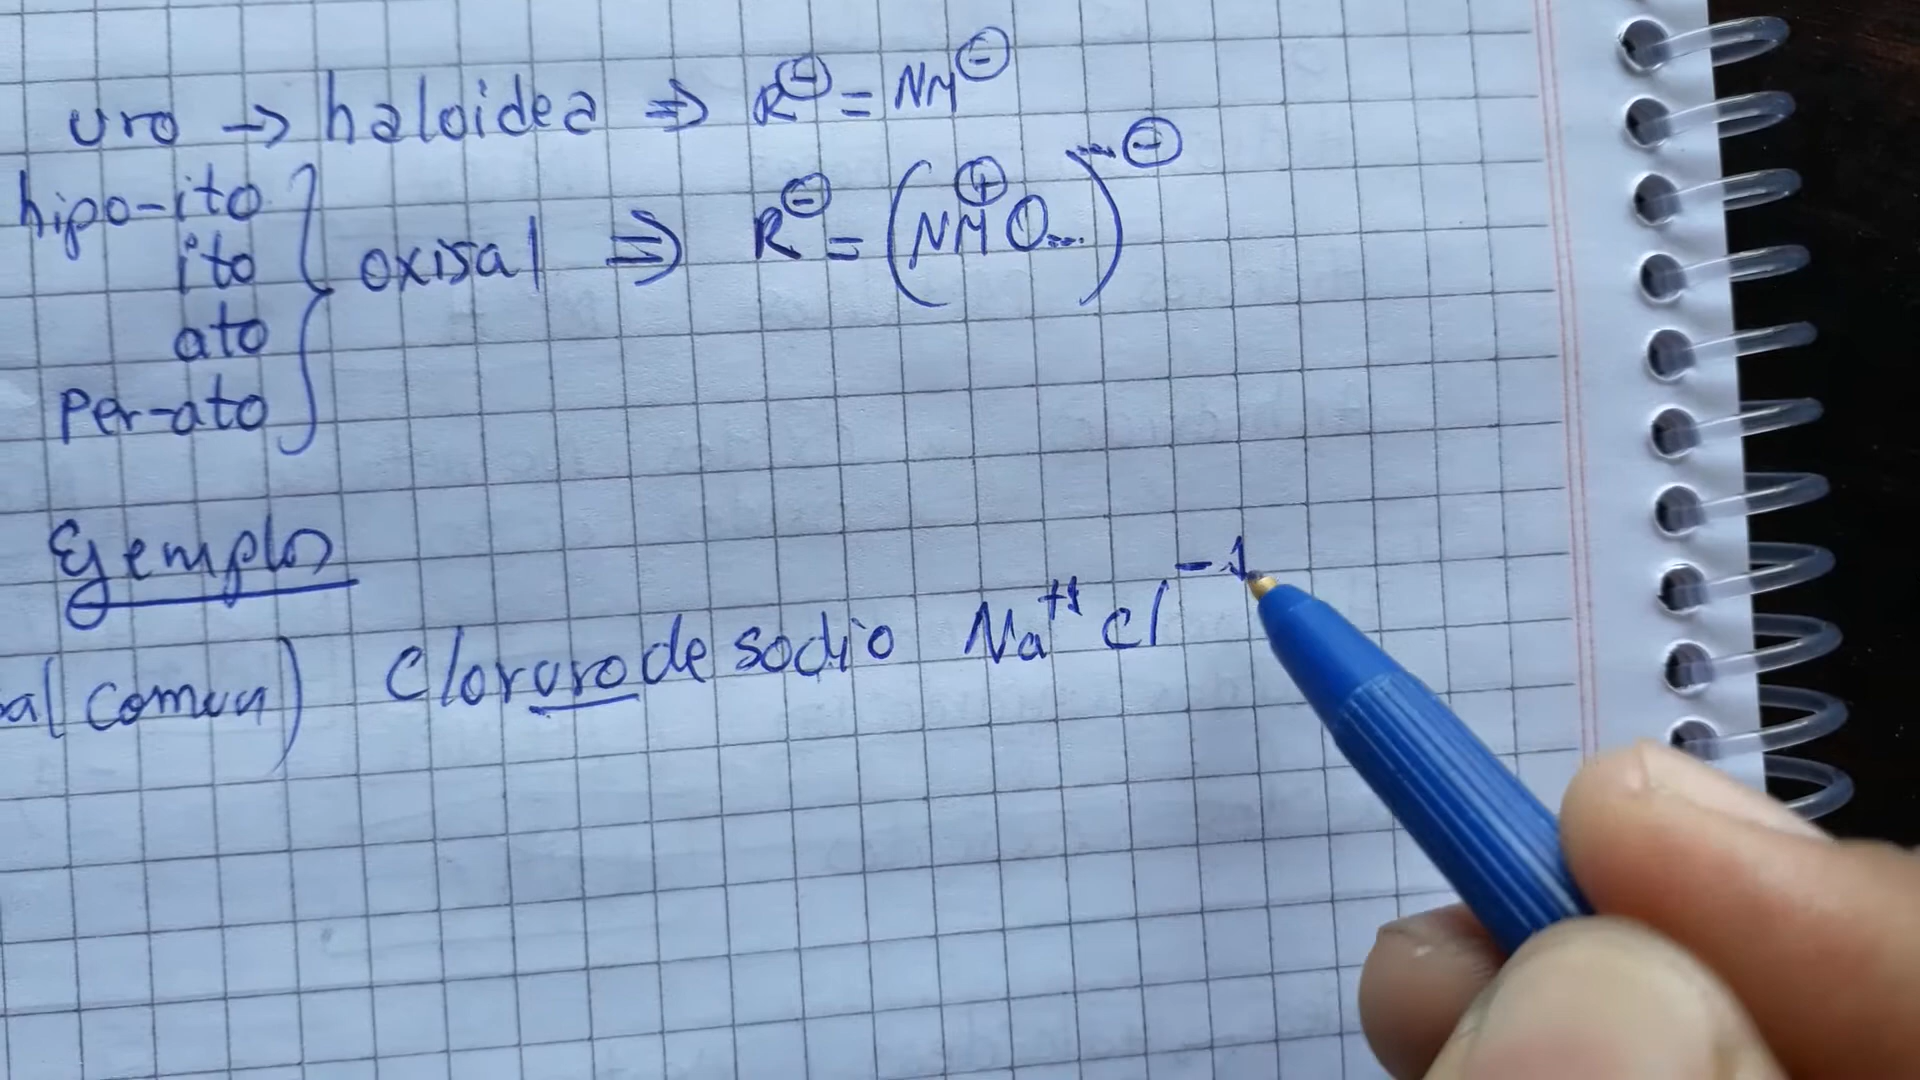 uro → haloidea ⇒ R⊖ = NM⊖
hipo-ito
ito
ato
Per-ato
oxisal ⇒ R⊖ = (NM⊕O...)...⊖
Ejemplos
al (comun) Cloruro de sodio Na⁺¹ Cl⁻¹